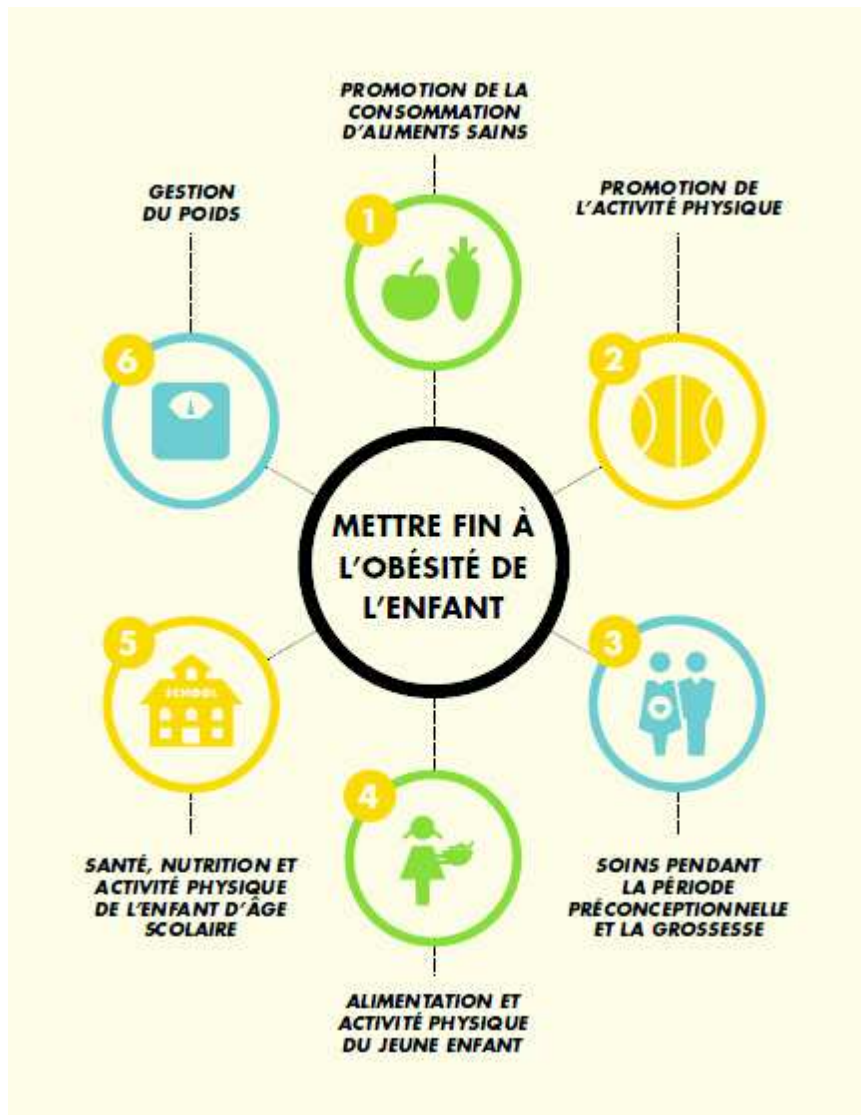 PROMOTION DE LA
CONSOMMATION
D'ALIMENTS SAINS
1
PROMOTION DE
L'ACTIVITÉ PHYSIQUE
2
GESTION
DU POIDS
6
METTRE FIN À
L'OBÉSITÉ DE
L'ENFANT
3
SOINS PENDANT
LA PÉRIODE
PRÉCONCEPTIONNELLE
ET LA GROSSESSE
4
ALIMENTATION ET
ACTIVITÉ PHYSIQUE
DU JEUNE ENFANT
5
SCHOOL
SANTÉ, NUTRITION ET
ACTIVITÉ PHYSIQUE
DE L'ENFANT D'ÂGE
SCOLAIRE